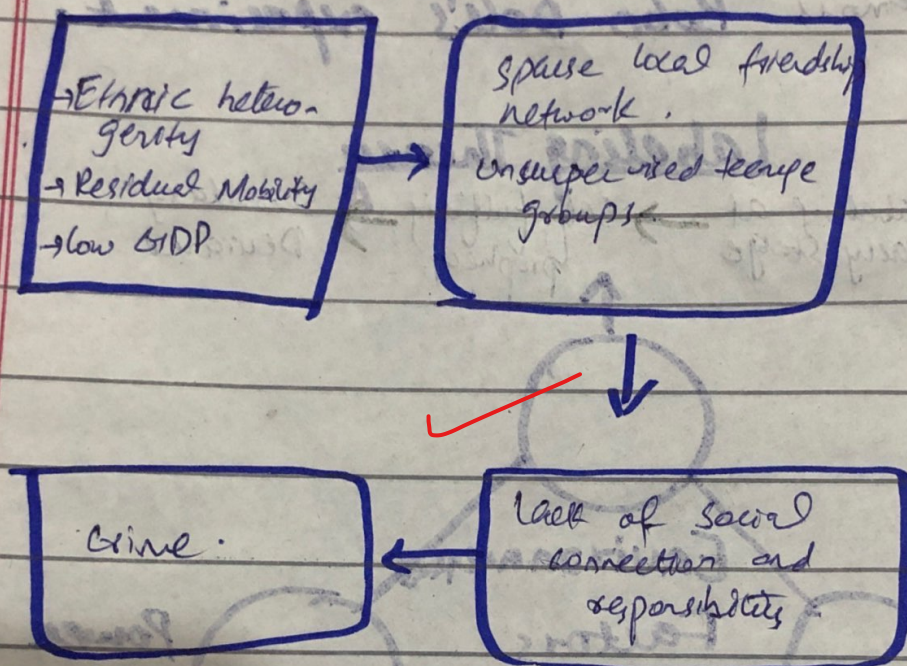 →Ethnic hetero-
generity
→Residual Mobility
→low GDP
sparse local friendship
network.
unsupervised teenage
groups.
lack of social
connection and
responsibility.
Crime.